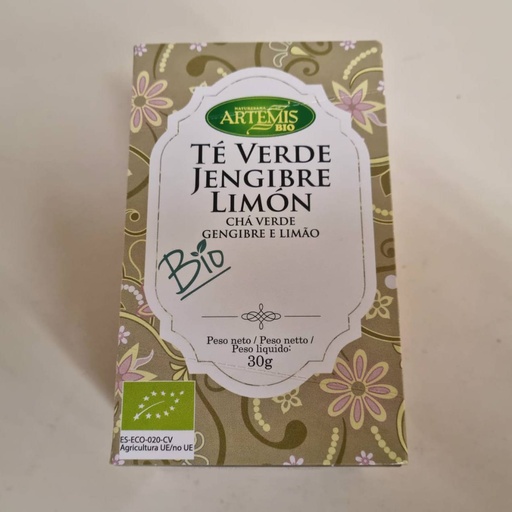 NATURALEZA
ARTEMIS
BIO
TÉ VERDE
JENGIBRE
LIMÓN
CHÁ VERDE
GENGIBRE E LIMÃO
Bio
Peso neto / Peso netto /
Peso liquido:
30g
ES-ECO-020-CV
Agricultura UE/no UE